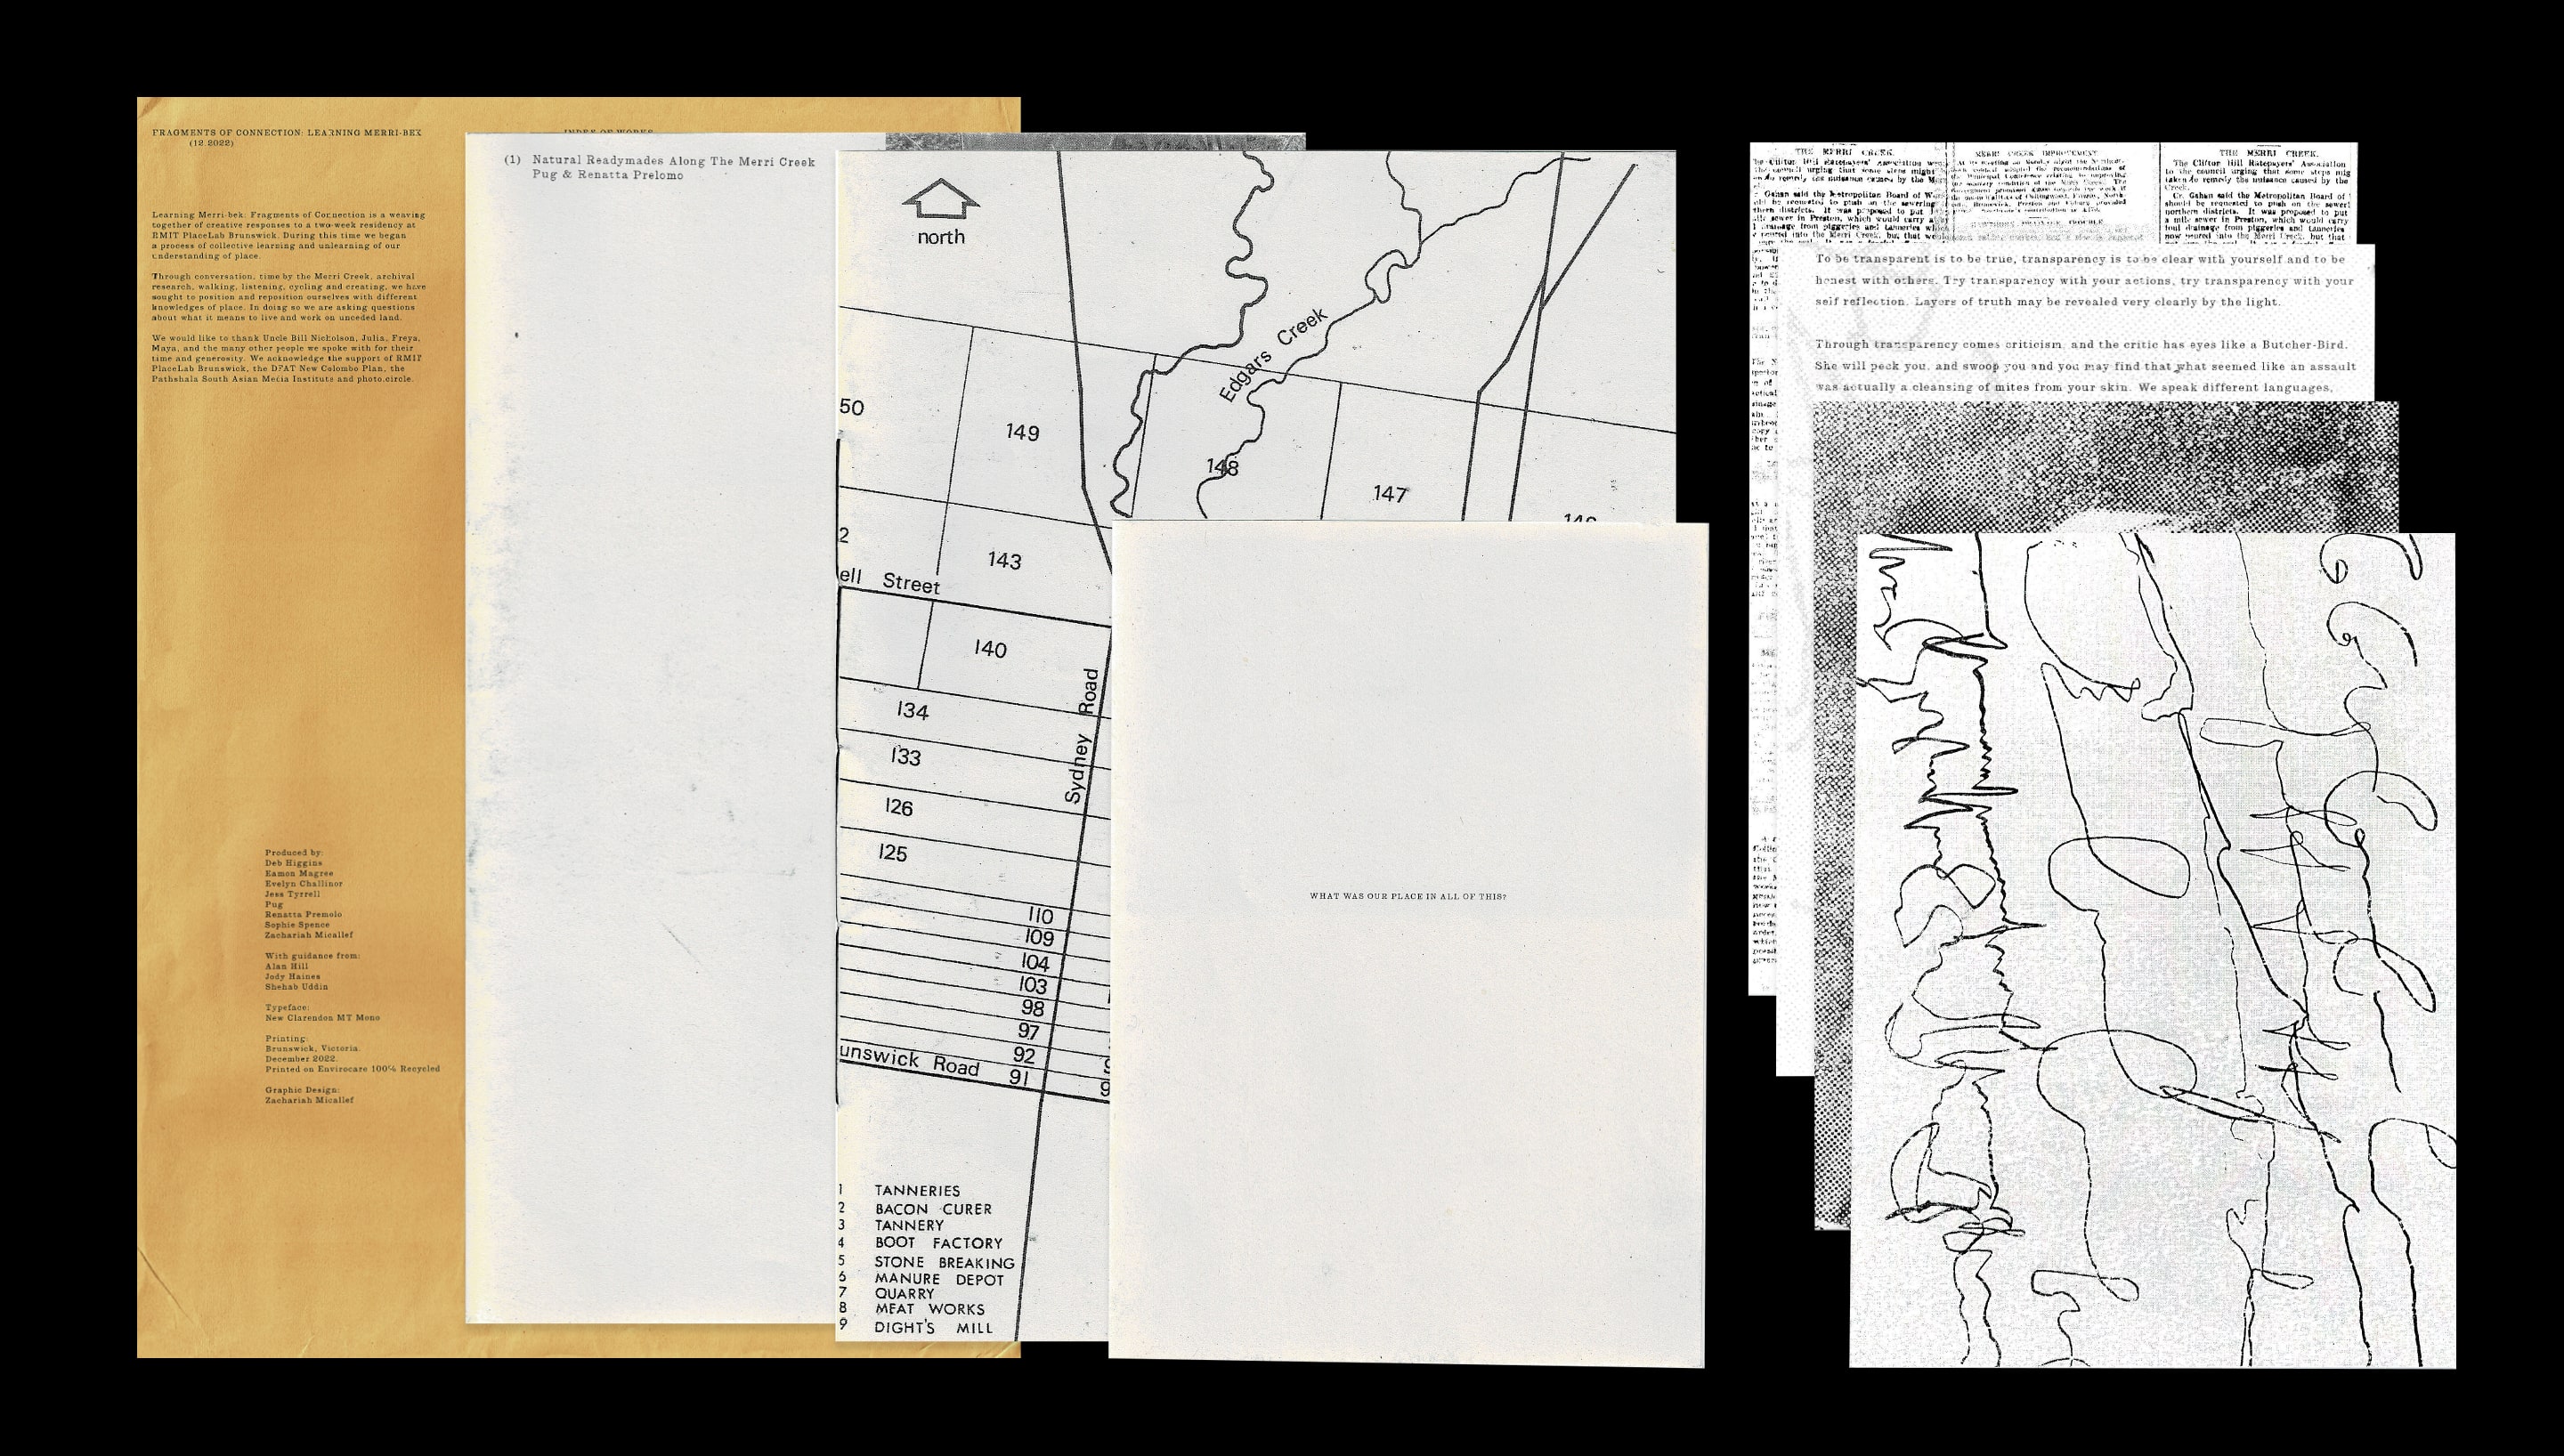 FRAGMENTS OF CONNECTION: LEARNING MERRI-BEK
(12.2022)
INDEX OF WORKS
Learning Merri-bek: Fragments of Connection is a weaving
together of creative responses to a two-week residency at
RMIT PlaceLab Brunswick. During this time we began
a process of collective learning and unlearning of our
understanding of place.
Through conversation, time by the Merri Creek, archival
research, walking, listening, cycling and creating, we have
sought to position and reposition ourselves with different
knowledges of place. In doing so we are asking questions
about what it means to live and work on unceded land.
We would like to thank Uncle Bill Nicholson, Julia, Freya,
Maya, and the many other people we spoke with for their
time and generosity. We acknowledge the support of RMIT
PlaceLab Brunswick, the DFAT New Colombo Plan, the
Pathshala South Asian Media Institute and photo.circle.
Produced by:
Deb Higgins
Eamon Magree
Evelyn Challinor
Jess Tyrrell
Pug
Renatta Premolo
Sophie Spence
Zachariah Micallef
With guidance from:
Alan Hill
Jody Haines
Shehab Uddin
Typeface:
New Clarendon MT Mono
Printing:
Brunswick, Victoria.
December 2022.
Printed on Envirocare 100% Recycled
Graphic Design:
Zachariah Micallef
(1) Natural Readymades Along The Merri Creek
Pug & Renatta Prelomo
north
Edgars Creek
50
149
148
147
146
2
143
ell Street
140
134
133
Sydney Road
126
125
110
109
104
103
98
97
92
unswick Road 91
1 TANNERIES
2 BACON CURER
3 TANNERY
4 BOOT FACTORY
5 STONE BREAKING
6 MANURE DEPOT
7 QUARRY
8 MEAT WORKS
9 DIGHT'S MILL
WHAT WAS OUR PLACE IN ALL OF THIS?
THE MERRI CREEK.
MERRI CREEK IMPROVEMENT.
THE MERRI CREEK.
The Clifton Hill Ratepayers' Association
to the council urging that some steps mig
taken to remedy the nuisance caused by the
Creek.
Cr. Gahan said the Metropolitan Board of
should be requested to push on the sewer
northern districts. It was proposed to put
a mile sewer in Preston, which would carry
foul drainage from piggeries and tanneries
now poured into the Merri Creek, but that
To be transparent is to be true, transparency is to be clear with yourself and to be
honest with others. Try transparency with your actions, try transparency with your
self reflection. Layers of truth may be revealed very clearly by the light.
Through transparency comes criticism, and the critic has eyes like a Butcher-Bird.
She will peck you, and swoop you and you may find that what seemed like an assault
was actually a cleansing of mites from your skin. We speak different languages,